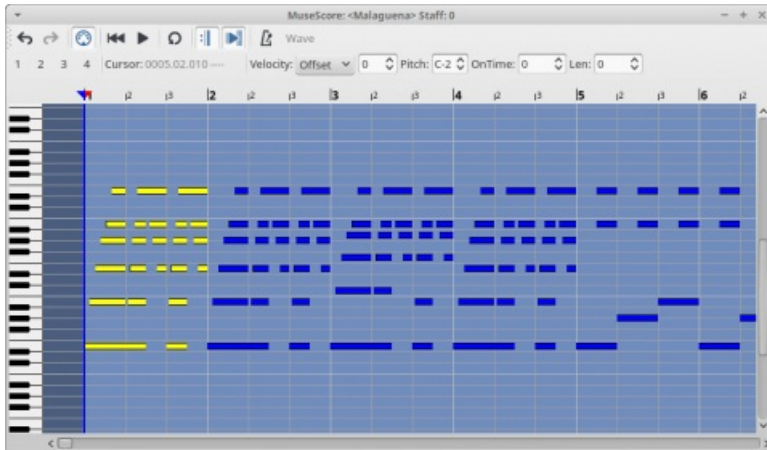 MuseScore: <Malaguena> Staff: 0
Wave
1 2 3 4 Cursor: 0005.02.010 ---- Velocity: Offset 0 Pitch: C-2 OnTime: 0 Len: 0
2 3 2 2 3 3 2 3 4 2 3 5 2 3 6 2